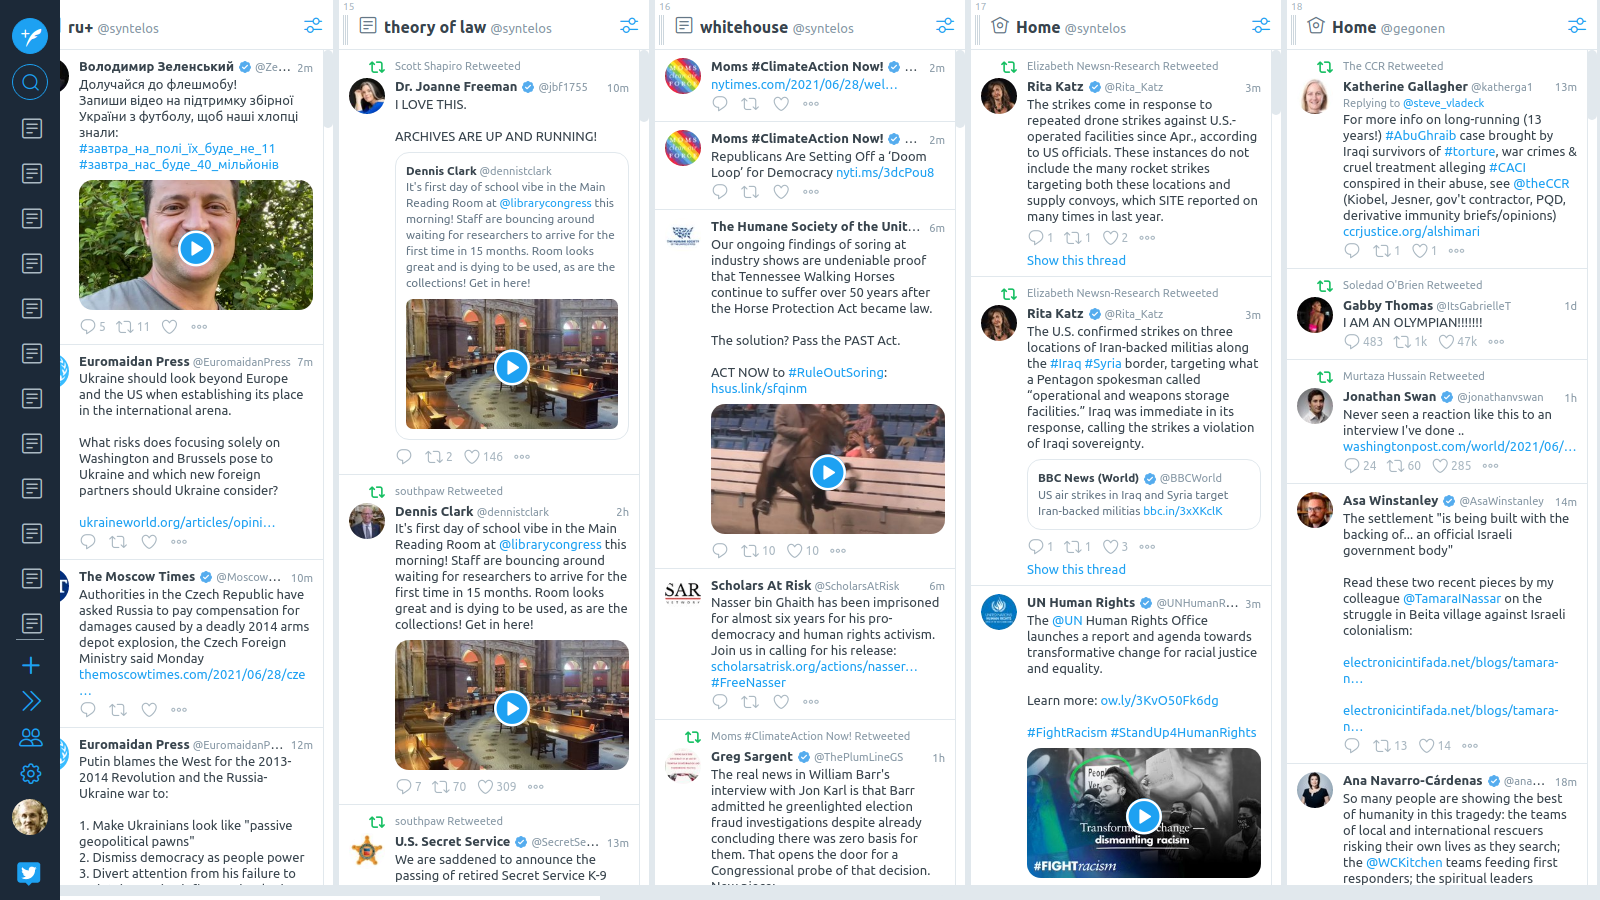 ru+ @syntelos
Володимир Зеленський @Ze... 2m
Долучайся до флешмобу!
Запиши відео на підтримку збірної
України з футболу, щоб наші хлопці
знали:
#завтра_на_полі_їх_буде_не_11
#завтра_нас_буде_40_мільйонів
5 11
Euromaidan Press @EuromaidanPress 7m
Ukraine should look beyond Europe
and the US when establishing its place
in the international arena.
What risks does focusing solely on
Washington and Brussels pose to
Ukraine and which new foreign
partners should Ukraine consider?
ukraineworld.org/articles/opini…
The Moscow Times @Moscow... 10m
Authorities in the Czech Republic have
asked Russia to pay compensation for
damages caused by a deadly 2014 arms
depot explosion, the Czech Foreign
Ministry said Monday
themoscowtimes.com/2021/06/28/cze
…
Euromaidan Press @EuromaidanP... 12m
Putin blames the West for the 2013-
2014 Revolution and the Russia-
Ukraine war to:
1. Make Ukrainians look like "passive
geopolitical pawns"
2. Dismiss democracy as people power
3. Divert attention from his failure to
15
theory of law @syntelos
Scott Shapiro Retweeted
Dr. Joanne Freeman @jbf1755 10m
I LOVE THIS.
ARCHIVES ARE UP AND RUNNING!
Dennis Clark @dennistclark
It's first day of school vibe in the Main
Reading Room at @librarycongress this
morning! Staff are bouncing around
waiting for researchers to arrive for the
first time in 15 months. Room looks
great and is dying to be used, as are the
collections! Get in here!
2 146
southpaw Retweeted
Dennis Clark @dennistclark 2h
It's first day of school vibe in the Main
Reading Room at @librarycongress this
morning! Staff are bouncing around
waiting for researchers to arrive for the
first time in 15 months. Room looks
great and is dying to be used, as are the
collections! Get in here!
7 70 309
southpaw Retweeted
U.S. Secret Service @SecretSe... 13m
We are saddened to announce the
passing of retired Secret Service K-9
16
whitehouse @syntelos
MOMS
cleanair
FORCE
Moms #ClimateAction Now! ... 2m
nytimes.com/2021/06/28/wel…
MOMS
cleanair
FORCE
Moms #ClimateAction Now! ... 2m
Republicans Are Setting Off a ‘Doom
Loop’ for Democracy nyti.ms/3dcPou8
The Humane Society of the Unit... 6m
Our ongoing findings of soring at
industry shows are undeniable proof
that Tennessee Walking Horses
continue to suffer over 50 years after
the Horse Protection Act became law.
The solution? Pass the PAST Act.
ACT NOW to #RuleOutSoring:
hsus.link/sfqinm
10 10
SAR
NETWORK
Scholars At Risk @ScholarsAtRisk 6m
Nasser bin Ghaith has been imprisoned
for almost six years for his pro-
democracy and human rights activism.
Join us in calling for his release:
scholarsatrisk.org/actions/nasser…
#FreeNasser
Moms #ClimateAction Now! Retweeted
Greg Sargent @ThePlumLineGS 1h
The real news in William Barr's
interview with Jon Karl is that Barr
admitted he greenlighted election
fraud investigations despite already
concluding there was zero basis for
them. That opens the door for a
Congressional probe of that decision.
17
Home @syntelos
Elizabeth Newsn-Research Retweeted
Rita Katz @Rita_Katz 3m
The strikes come in response to
repeated drone strikes against U.S.-
operated facilities since Apr., according
to US officials. These instances do not
include the many rocket strikes
targeting both these locations and
supply convoys, which SITE reported on
many times in last year.
1 1 2
Show this thread
Elizabeth Newsn-Research Retweeted
Rita Katz @Rita_Katz 3m
The U.S. confirmed strikes on three
locations of Iran-backed militias along
the #Iraq #Syria border, targeting what
a Pentagon spokesman called
“operational and weapons storage
facilities.” Iraq was immediate in its
response, calling the strikes a violation
of Iraqi sovereignty.
BBC News (World) @BBCWorld
US air strikes in Iraq and Syria target
Iran-backed militias bbc.in/3xXKclK
1 1 3
Show this thread
UN Human Rights @UNHumanR... 3m
The @UN Human Rights Office
launches a report and agenda towards
transformative change for racial justice
and equality.
Learn more: ow.ly/3KvO50Fk6dg
#FightRacism #StandUp4HumanRights
Transform change —
dismantling racism
#FIGHTracism
18
Home @gegonen
The CCR Retweeted
Katherine Gallagher @katherga1 13m
Replying to @steve_vladeck
For more info on long-running (13
years!) #AbuGhraib case brought by
Iraqi survivors of #torture, war crimes &
cruel treatment alleging #CACI
conspired in their abuse, see @theCCR
(Kiobel, Jesner, gov't contractor, PQD,
derivative immunity briefs/opinions)
ccrjustice.org/alshimari
1 1
Soledad O'Brien Retweeted
Gabby Thomas @ItsGabrielleT 1d
I AM AN OLYMPIAN!!!!!!!
483 1k 47k
Murtaza Hussain Retweeted
Jonathan Swan @jonathanvswan 1h
Never seen a reaction like this to an
interview I've done ..
washingtonpost.com/world/2021/06/…
24 60 285
Asa Winstanley @AsaWinstanley 14m
The settlement "is being built with the
backing of... an official Israeli
government body"
Read these two recent pieces by my
colleague @TamaraINassar on the
struggle in Beita village against Israeli
colonialism:
electronicintifada.net/blogs/tamara-
n…
electronicintifada.net/blogs/tamara-
n…
13 14
Ana Navarro-Cárdenas @ana... 18m
So many people are showing the best
of humanity in this tragedy: the teams
of local and international rescuers
risking their own lives as they search;
the @WCKitchen teams feeding first
responders; the spiritual leaders